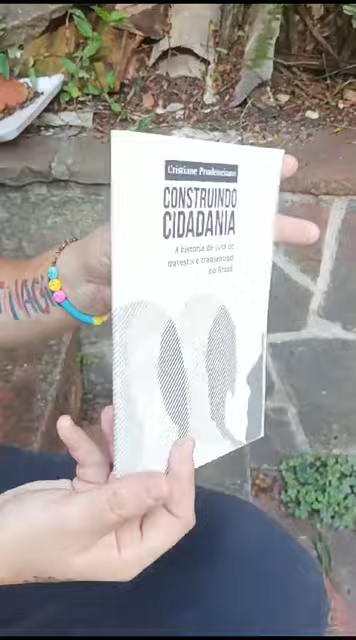 Cristiane Prudenciano
CONSTRUINDO
CIDADANIA
A história de luta de
travestis e transexuais
no Brasil